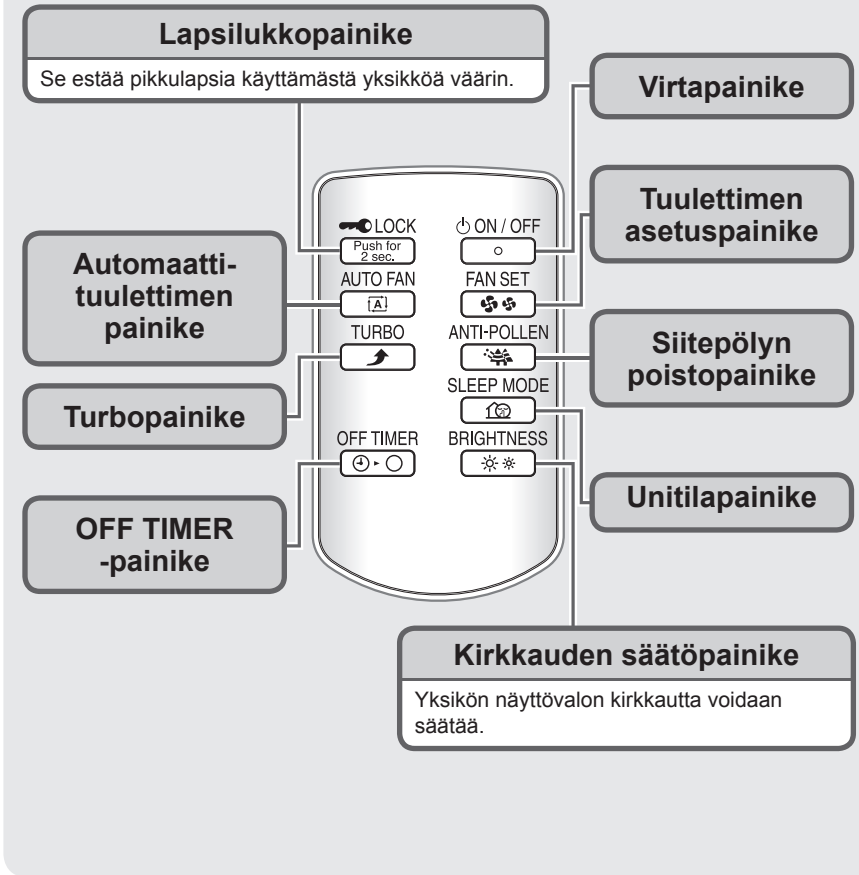 Lapsilukkopainike
Se estää pikkulapsia käyttämästä yksikköä väärin.
Virtapainike
Tuulettimen
asetuspainike
Automaatti-
tuulettimen
painike
Siitepölyn
poistopainike
Turbopainike
Unitilapainike
OFF TIMER
-painike
LOCK
Push for
2 sec.
ON / OFF
AUTO FAN
A
FAN SET
TURBO
ANTI-POLLEN
SLEEP MODE
OFF TIMER
BRIGHTNESS
Kirkkauden säätöpainike
Yksikön näyttövalon kirkkautta voidaan
säätää.